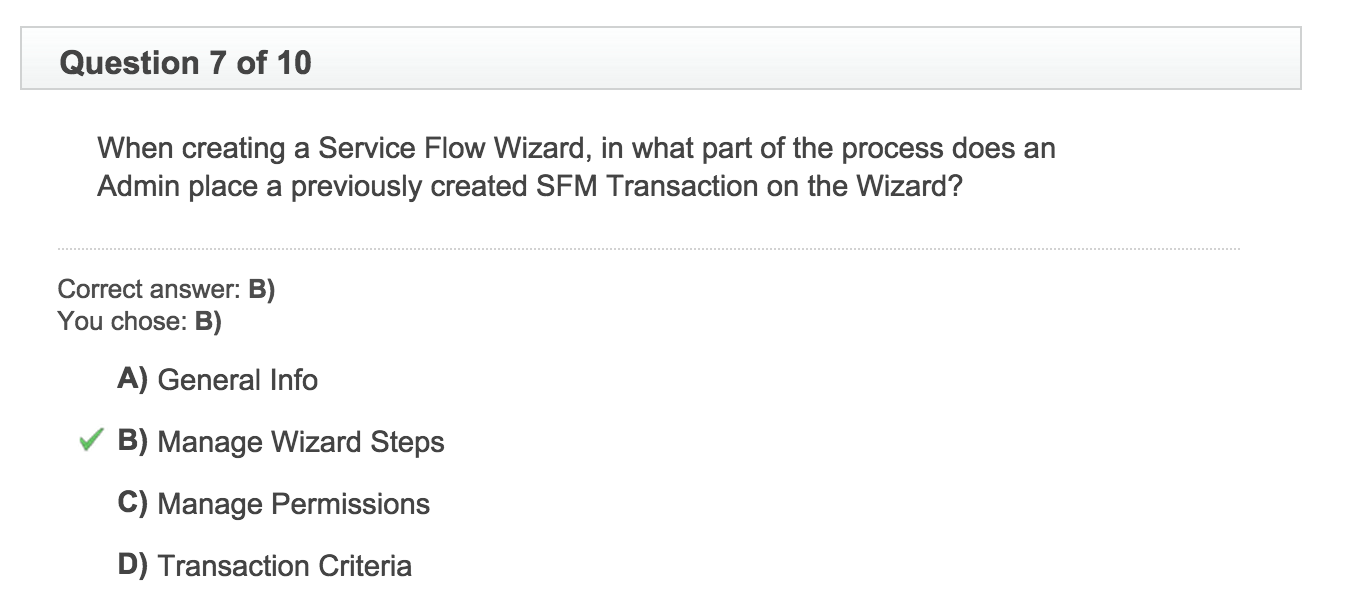 Question 7 of 10
When creating a Service Flow Wizard, in what part of the process does an
Admin place a previously created SFM Transaction on the Wizard?
Correct answer: B)
You chose: B)
A) General Info
B) Manage Wizard Steps
C) Manage Permissions
D) Transaction Criteria